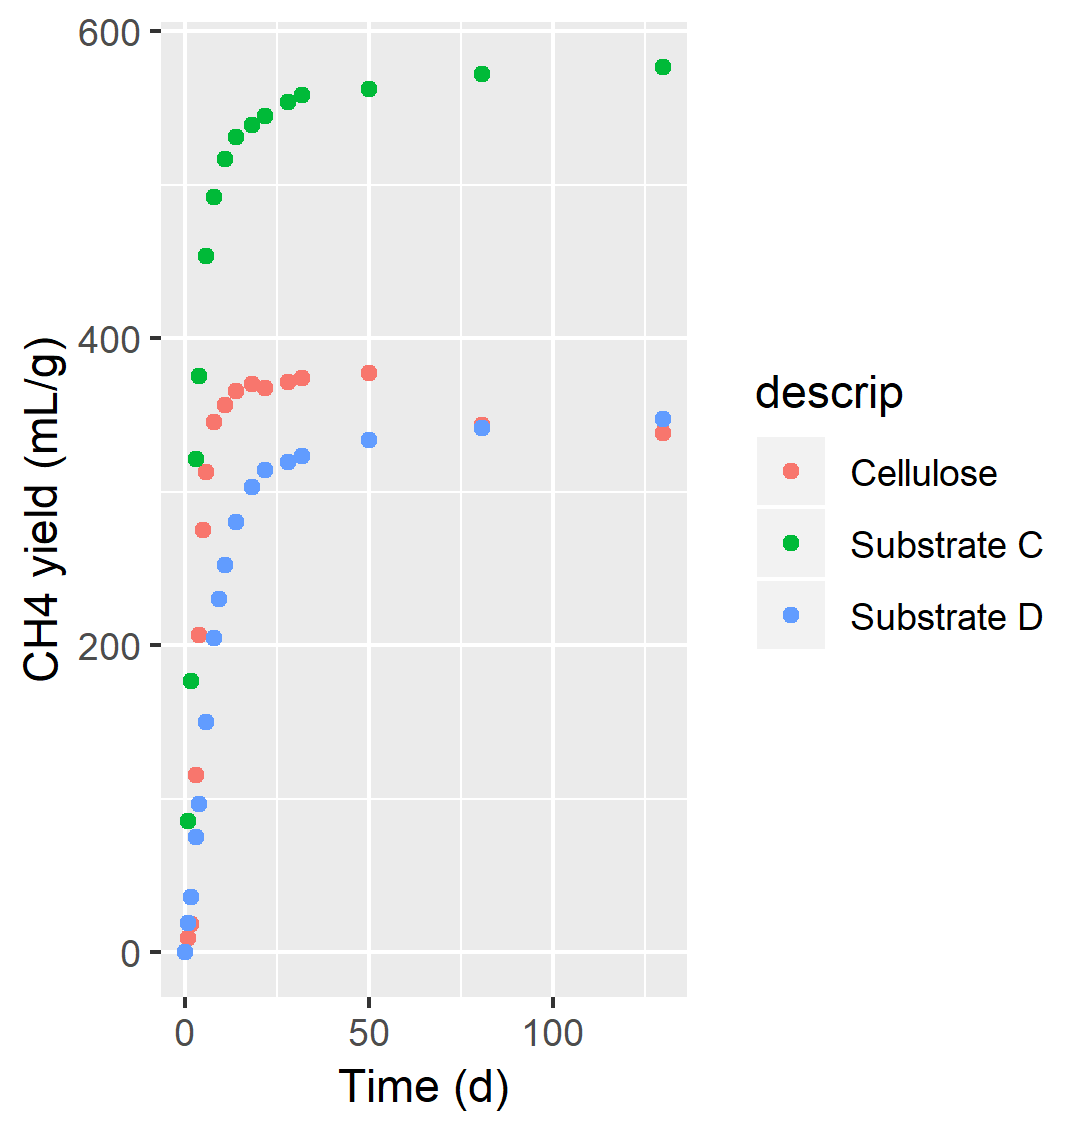 600
400
200
0
CH4 yield (mL/g)
0 50 100
Time (d)
descrip
Cellulose
Substrate C
Substrate D